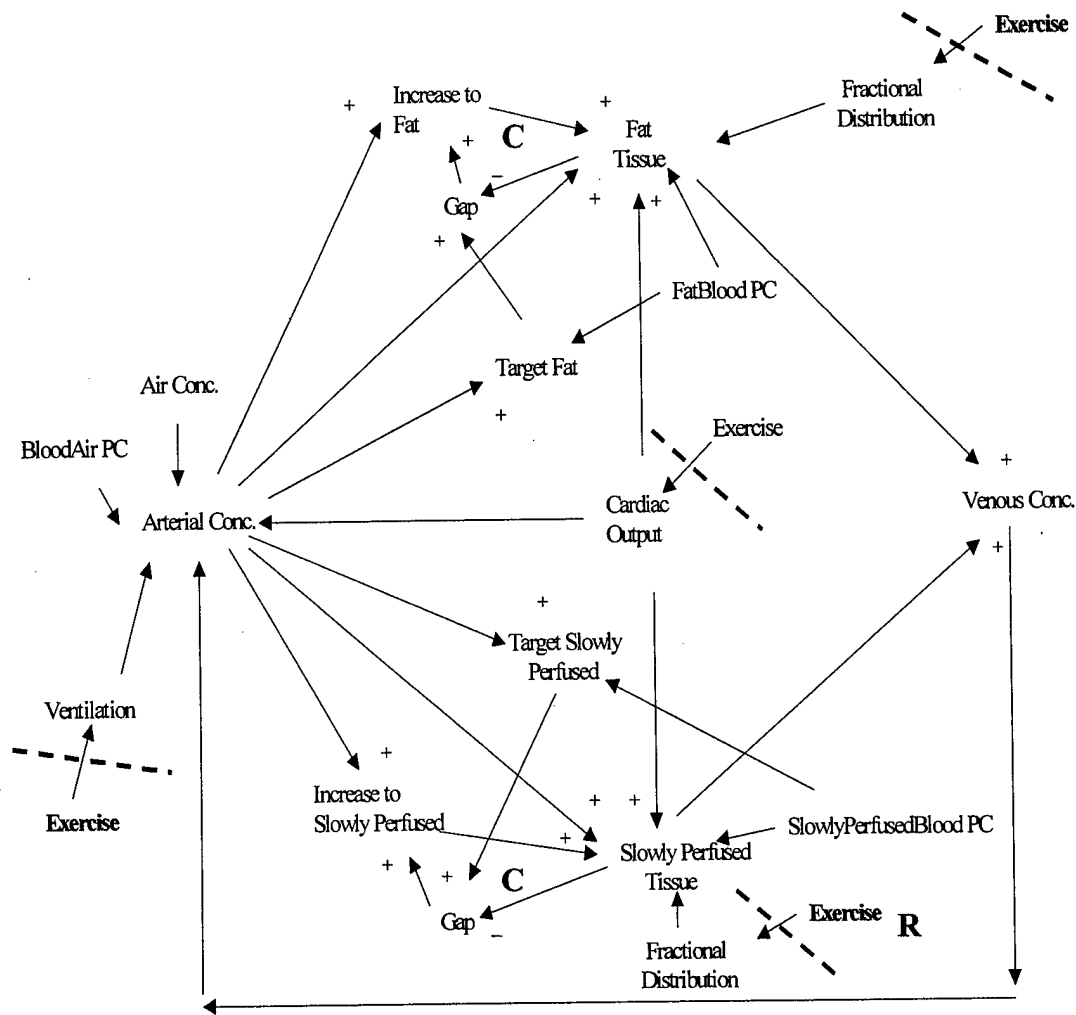 Exercise
Fractional
Distribution
+
Increase to
Fat
+
C
+
Fat
Tissue
–
Gap
+
+
+
FatBlood PC
Target Fat
+
Air Conc.
BloodAir PC
Exercise
Arterial Conc.
Cardiac
Output
+
Venous Conc.
+
+
Target Slowly
Perfused
Ventilation
Exercise
+
Increase to
Slowly Perfused
+
+
+
SlowlyPerfusedBlood PC
Slowly Perfused
Tissue
+
+
C
Gap
–
Exercise
R
Fractional
Distribution